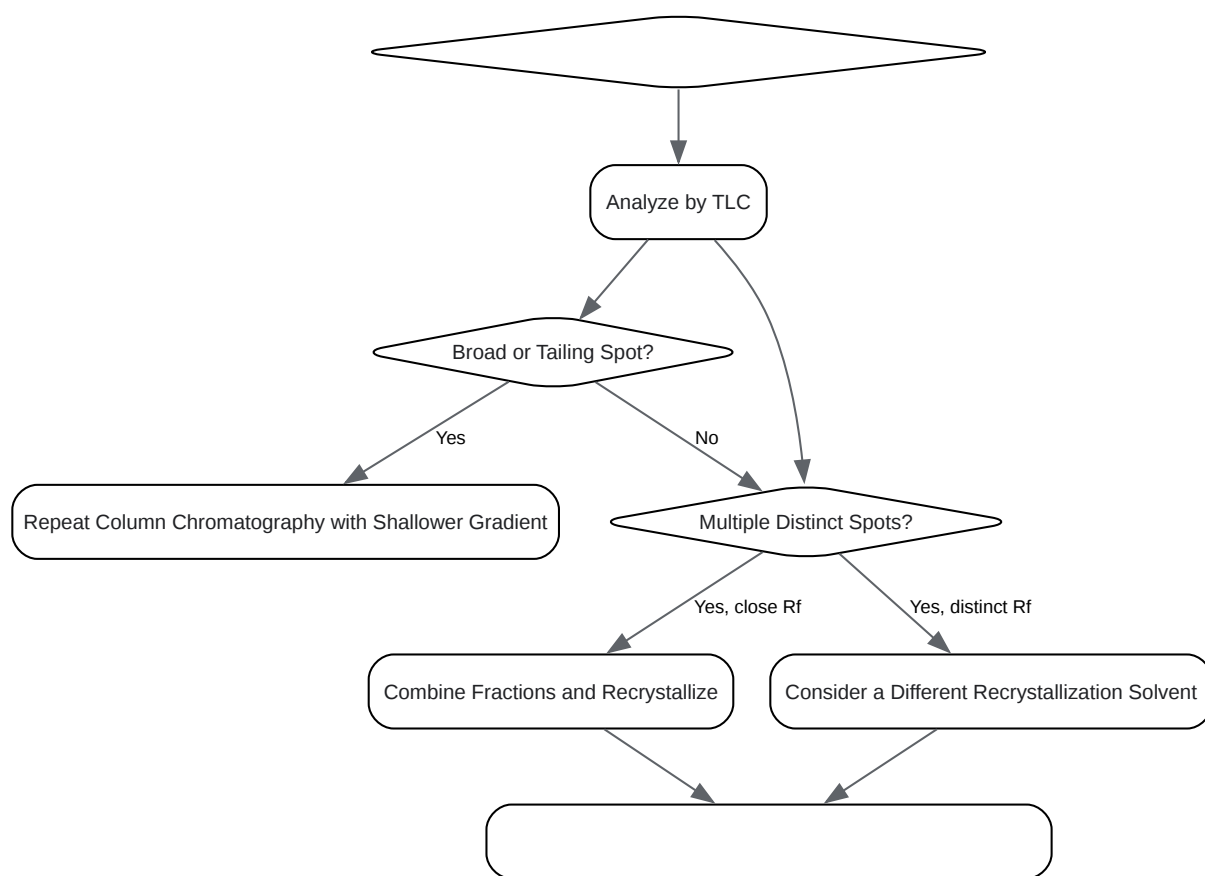 Analyze by TLC
Broad or Tailing Spot?
Yes
No
Repeat Column Chromatography with Shallower Gradient
Multiple Distinct Spots?
Yes, close Rf
Yes, distinct Rf
Combine Fractions and Recrystallize
Consider a Different Recrystallization Solvent